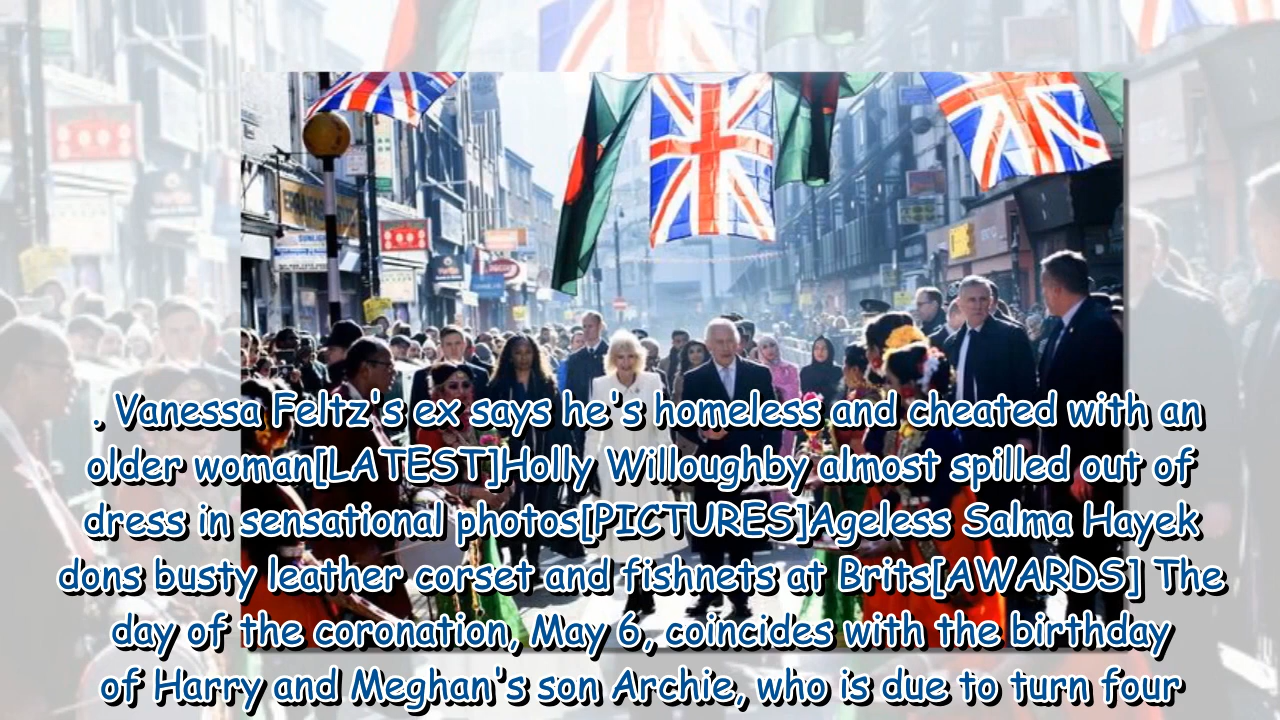 . Vanessa Feltz's ex says he's homeless and cheated with an
older woman[LATEST]Holly Willoughby almost spilled out of
dress in sensational photos[PICTURES]Ageless Salma Hayek
dons busty leather corset and fishnets at Brits[AWARDS] The
day of the coronation, May 6, coincides with the birthday
of Harry and Meghan's son Archie, who is due to turn four